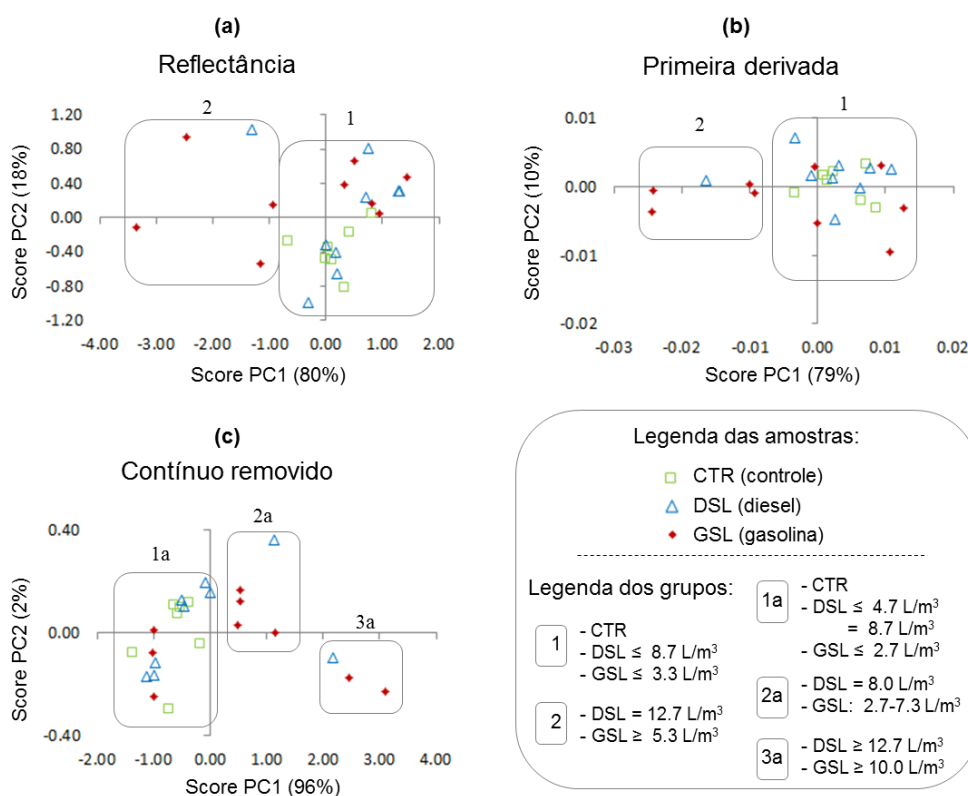 (a)
Reflectância
2
1
1.20
0.80
0.40
0.00
-0.40
-0.80
-1.20
Score PC2 (18%)
-4.00 -3.00 -2.00 -1.00 0.00 1.00 2.00
Score PC1 (80%)
(b)
Primeira derivada
1
2
0.01
0.00
-0.01
-0.02
Score PC2 (10%)
-0.03 -0.02 -0.01 0.00 0.01 0.02
Score PC1 (79%)
(c)
Contínuo removido
1a
2a
3a
0.40
0.00
-0.40
Score PC2 (2%)
-2.00 -1.00 0.00 1.00 2.00 3.00 4.00
Score PC1 (96%)
Legenda das amostras:
CTR (controle)
DSL (diesel)
GSL (gasolina)
Legenda dos grupos:
1
- CTR
- DSL ≤ 8.7 L/m³
- GSL ≤ 3.3 L/m³
2
- DSL = 12.7 L/m³
- GSL ≥ 5.3 L/m³
1a
- CTR
- DSL ≤ 4.7 L/m³
= 8.7 L/m³
- GSL ≤ 2.7 L/m³
2a
- DSL = 8.0 L/m³
- GSL: 2.7-7.3 L/m³
3a
- DSL ≥ 12.7 L/m³
- GSL ≥ 10.0 L/m³